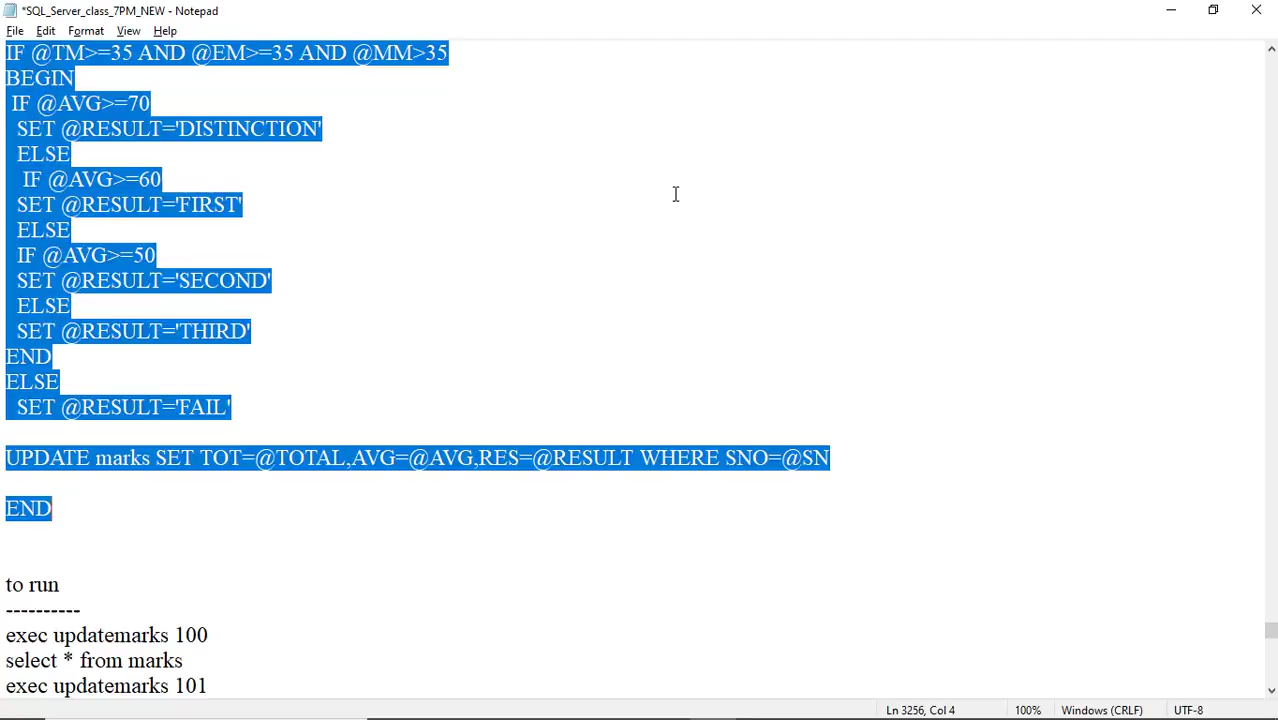 *SQL_Server_class_7PM_NEW - Notepad
File Edit Format View Help
IF @TM>=35 AND @EM>=35 AND @MM>35
BEGIN
IF @AVG>=70
SET @RESULT='DISTINCTION'
ELSE
IF @AVG>=60
SET @RESULT='FIRST'
ELSE
IF @AVG>=50
SET @RESULT='SECOND'
ELSE
SET @RESULT='THIRD'
END
ELSE
SET @RESULT='FAIL'
UPDATE marks SET TOT=@TOTAL,AVG=@AVG,RES=@RESULT WHERE SNO=@SN
END
to run
----------
exec updatemarks 100
select * from marks
exec updatemarks 101
Ln 3256, Col 4 100% Windows (CRLF) UTF-8